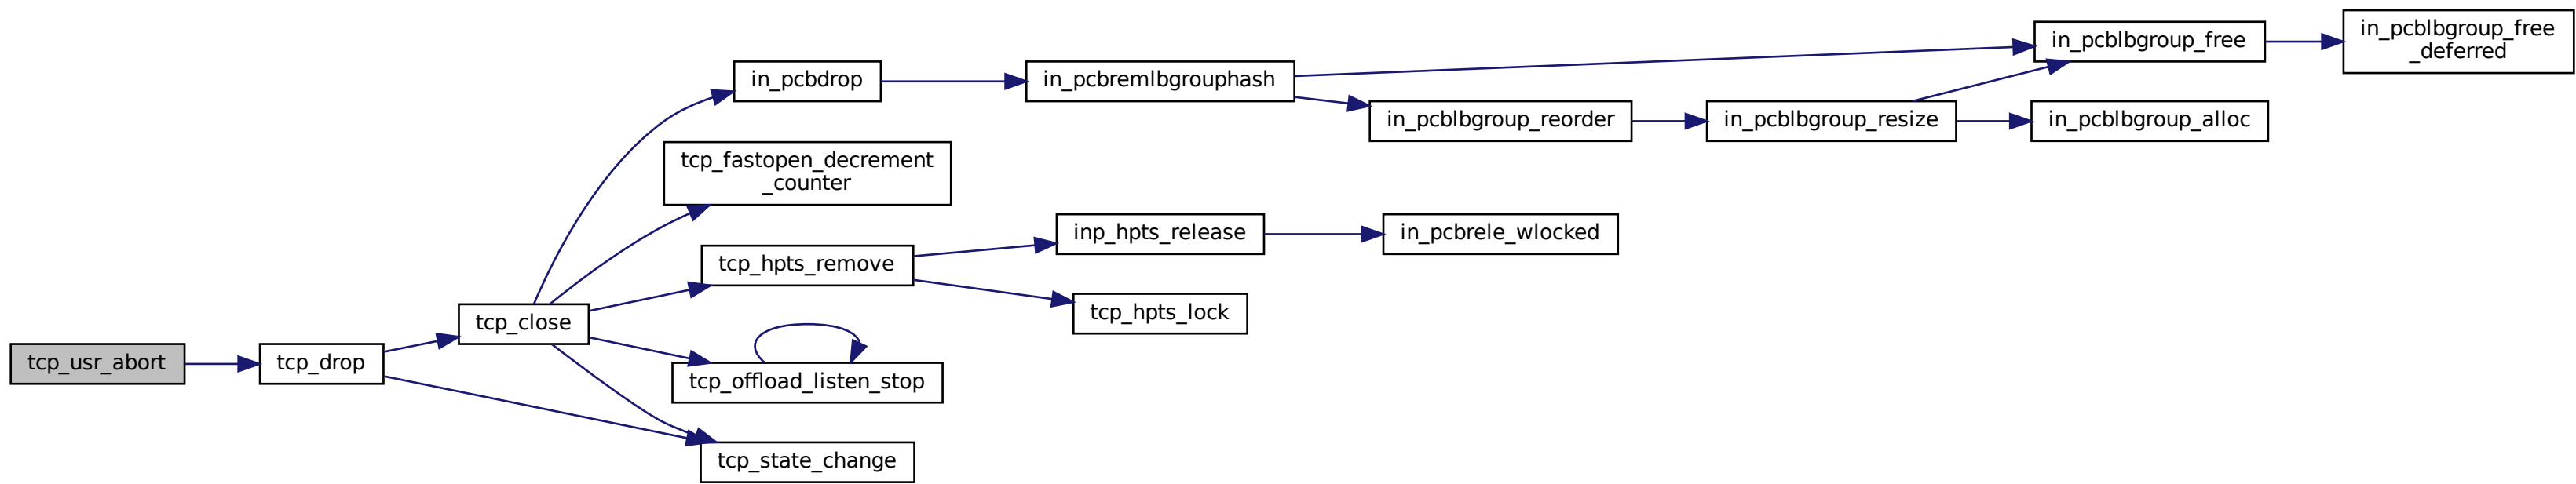 in_pcblbgroup_free
_deferred
in_pcblbgroup_free
in_pcbdrop
in_pcbremlbgrouphash
in_pcblbgroup_reorder
in_pcblbgroup_resize
in_pcblbgroup_alloc
tcp_fastopen_decrement
_counter
inp_hpts_release
in_pcbrele_wlocked
tcp_hpts_remove
tcp_hpts_lock
tcp_close
tcp_usr_abort
tcp_drop
tcp_offload_listen_stop
tcp_state_change